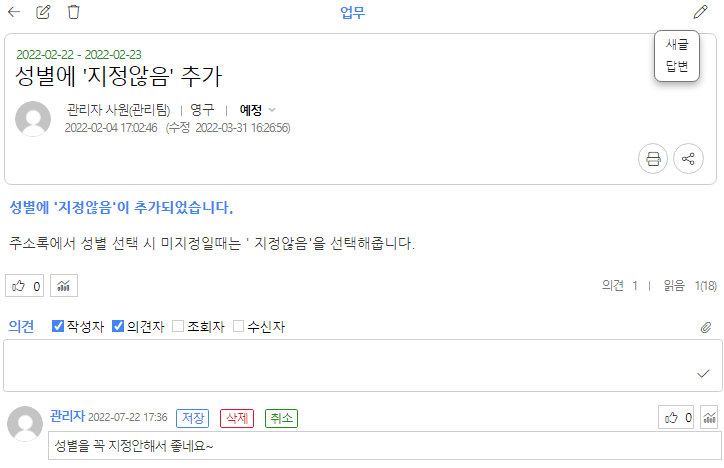 업무
새글
답변
2022-02-22 - 2022-02-23
성별에 '지정않음' 추가
관리자 사원(관리팀) | 영구 | 예정
2022-02-04 17:02:46 (수정 2022-03-31 16:26:56)
성별에 '지정않음'이 추가되었습니다.
주소록에서 성별 선택 시 미지정일때는 ' 지정않음'을 선택해줍니다.
0
의견 1 | 읽음 1(18)
의견 작성자 의견자 조회자 수신자
관리자 2022-07-22 17:36 저장 삭제 취소 0
성별을 꼭 지정안해서 좋네요~